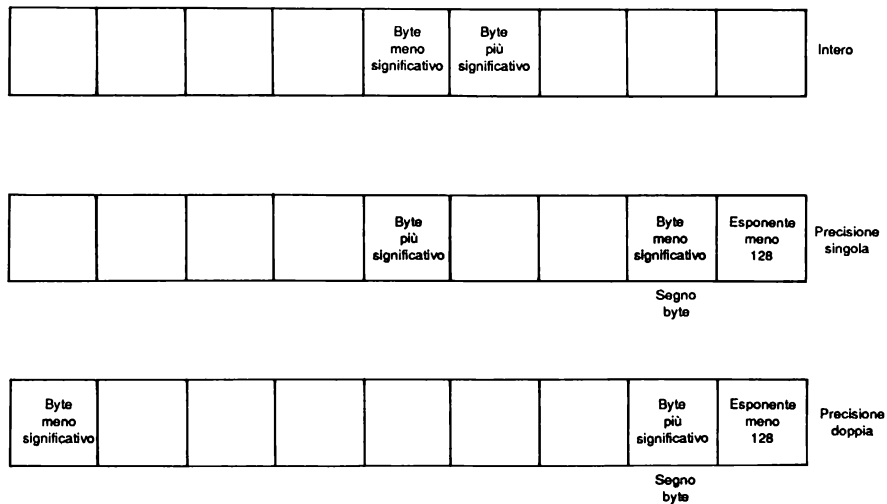 Byte
meno
significativo
Byte
più
significativo
Intero
Byte
più
significativo
Byte
meno
significativo
Esponente
meno
128
Precisione
singola
Segno
byte
Byte
meno
significativo
Byte
più
significativo
Esponente
meno
128
Precisione
doppia
Segno
byte